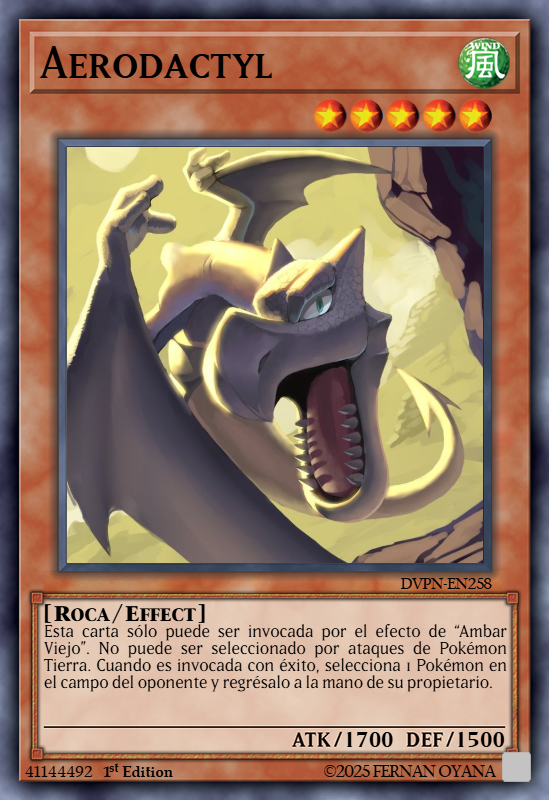 AERODACTYL
WIND
風
DVPN-EN258
[ROCA/EFFECT]
Esta carta sólo puede ser invocada por el efecto de “Ambar
Viejo”. No puede ser seleccionado por ataques de Pokémon
Tierra. Cuando es invocada con éxito, selecciona 1 Pokémon en
el campo del oponente y regrésalo a la mano de su propietario.
ATK/1700 DEF/1500
41144492 1st Edition ©2025 FERNAN OYANA